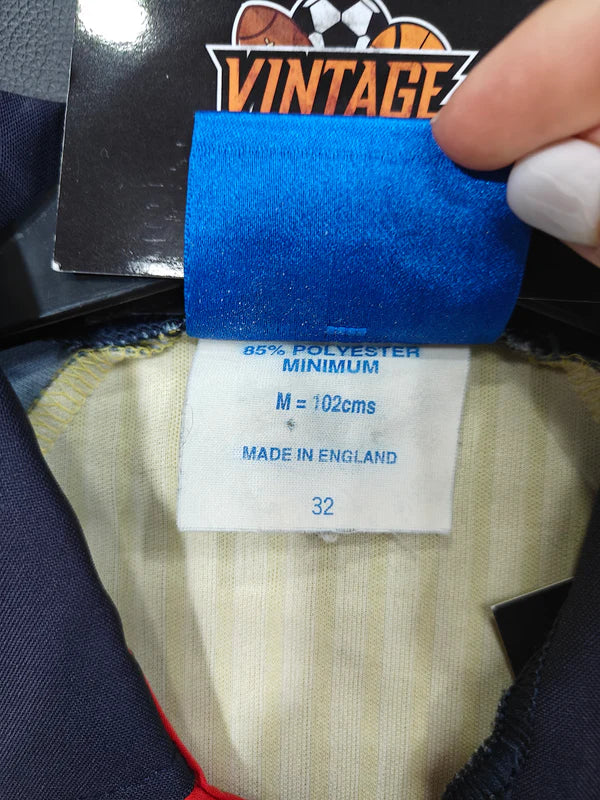 VINTAGE
85% POLYESTER
MINIMUM
M = 102cms
MADE IN ENGLAND
32